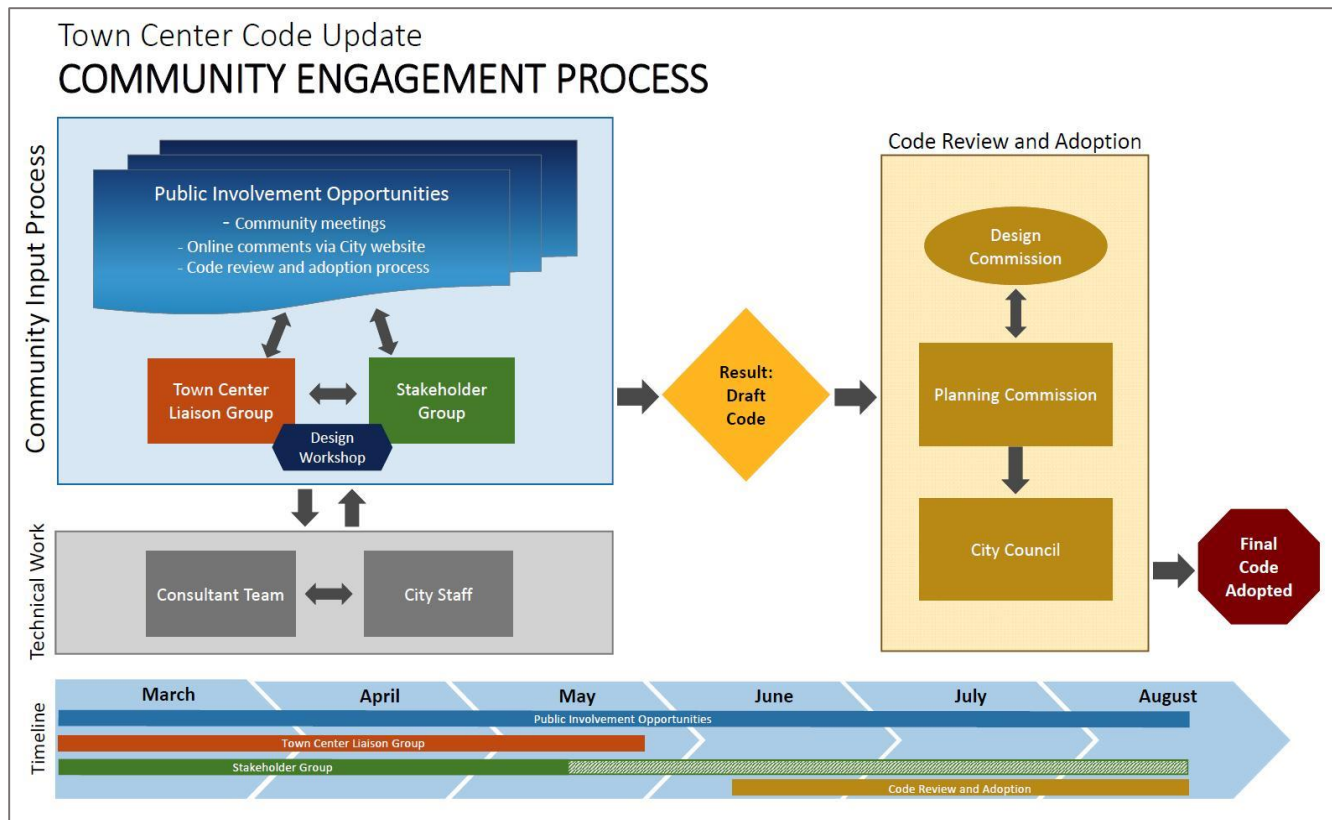 Town Center Code Update
COMMUNITY ENGAGEMENT PROCESS
Community Input Process
Public Involvement Opportunities
- Community meetings
- Online comments via City website
- Code review and adoption process
Town Center
Liaison Group
Stakeholder
Group
Design
Workshop
Technical Work
Consultant Team
City Staff
Result:
Draft
Code
Code Review and Adoption
Design
Commission
Planning Commission
City Council
Final
Code
Adopted
Timeline
March
April
May
June
July
August
Public Involvement Opportunities
Town Center Liaison Group
Stakeholder Group
Code Review and Adoption